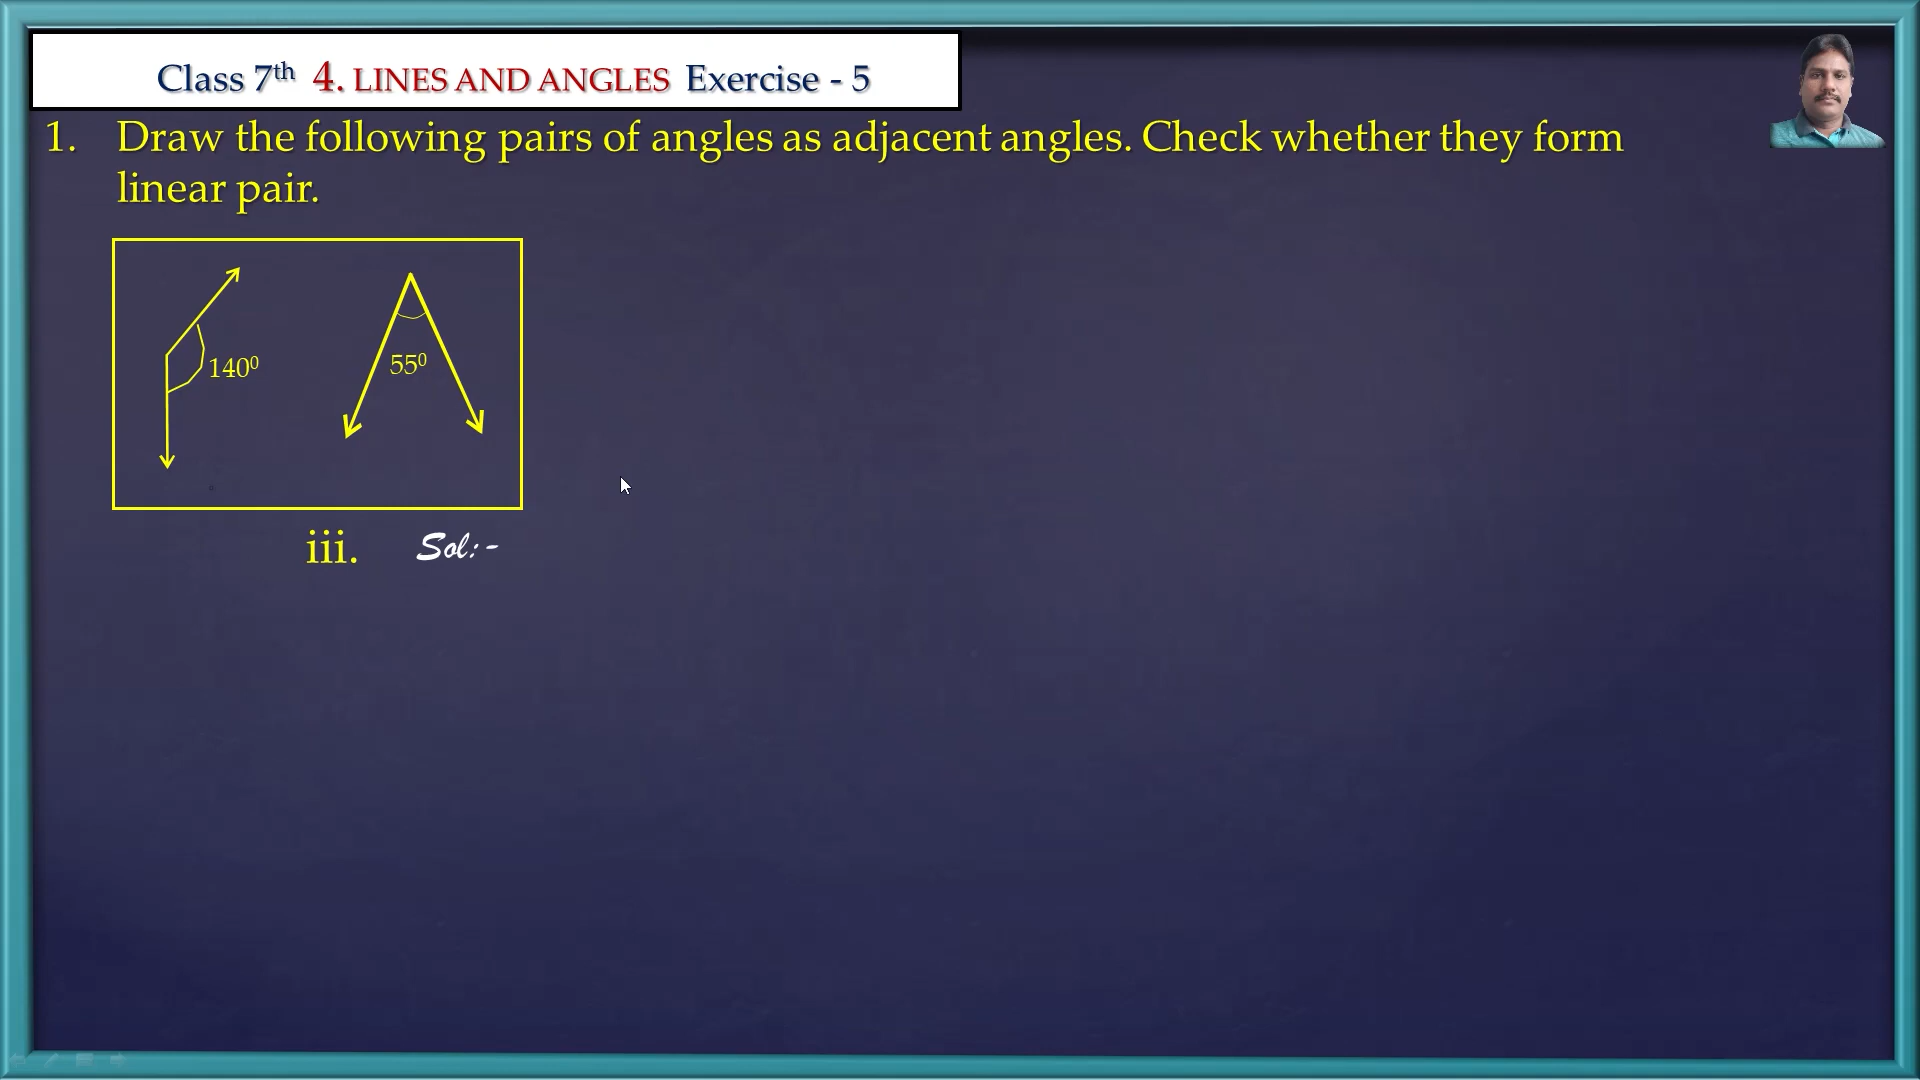 Class 7th 4. LINES AND ANGLES Exercise - 5
1. Draw the following pairs of angles as adjacent angles. Check whether they form
linear pair.
140⁰
55⁰
iii. Sol:-